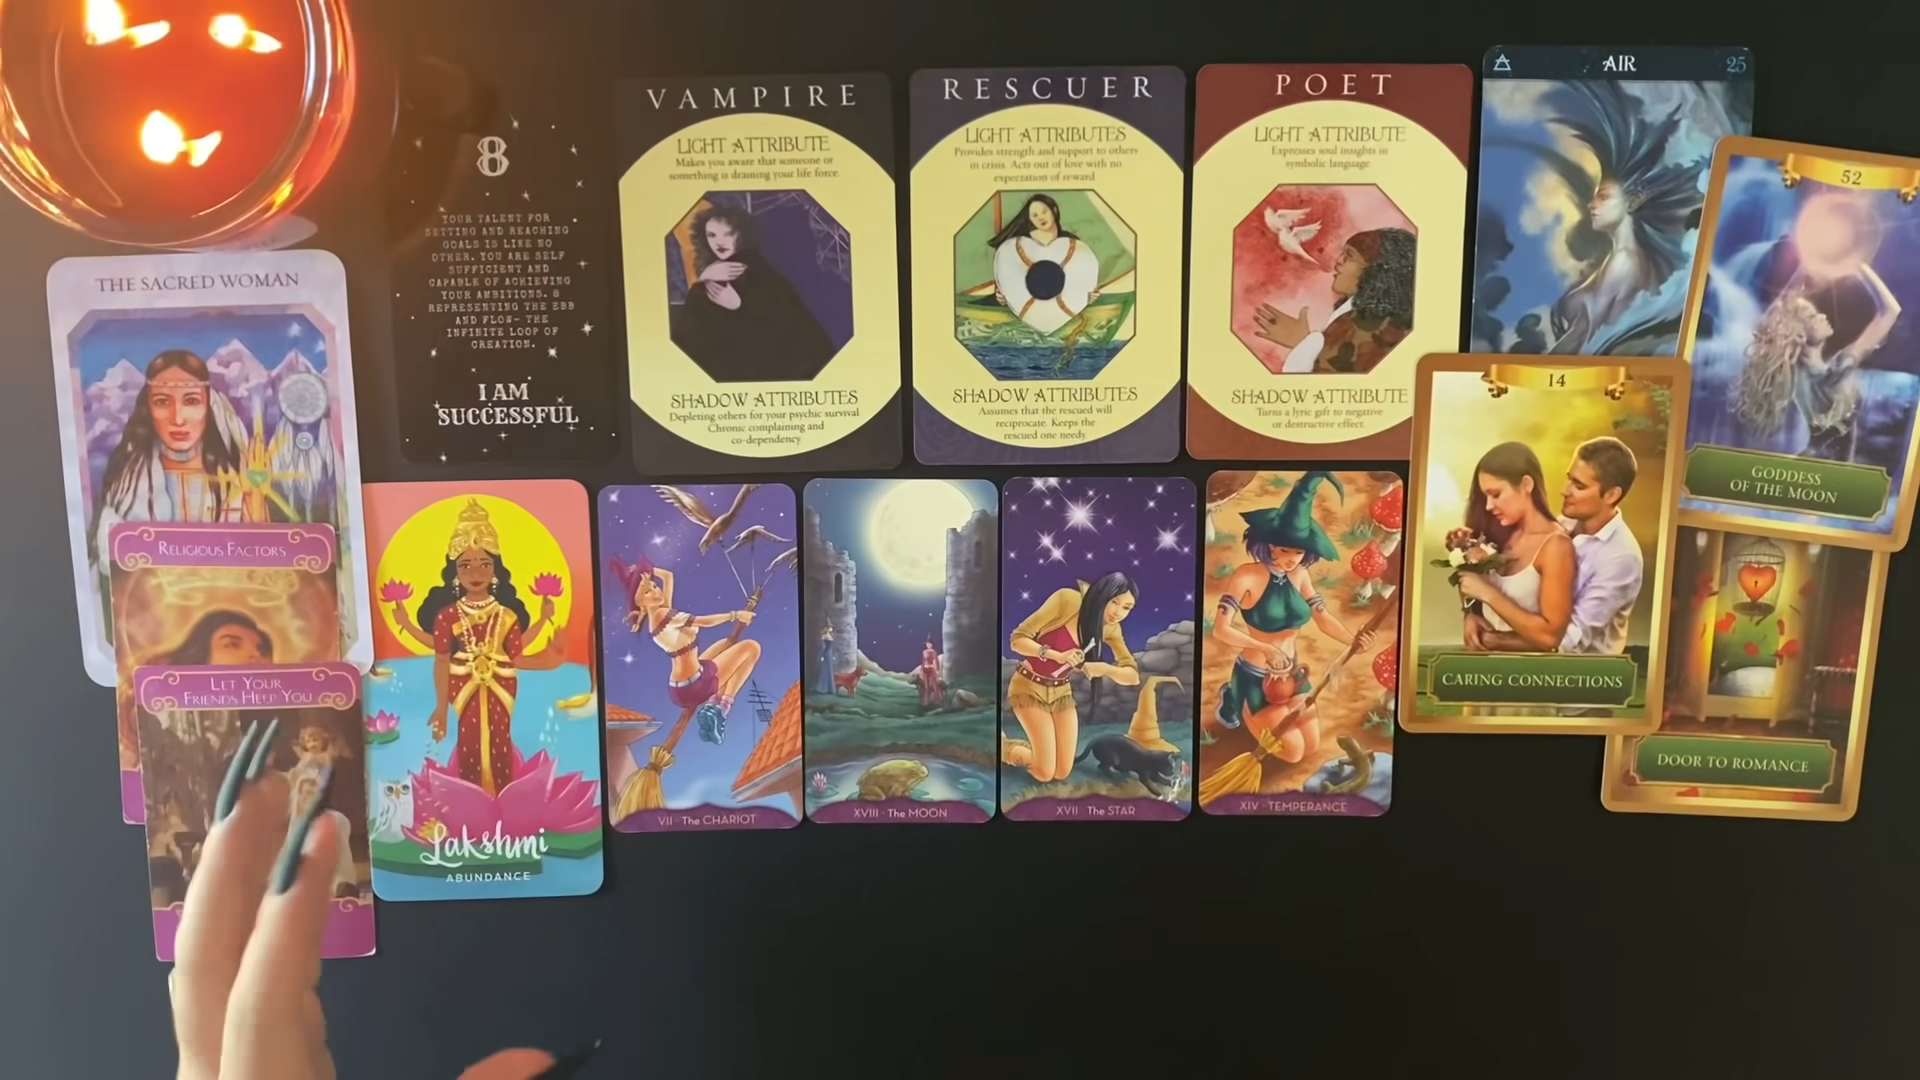 8
YOUR TALENT FOR
SETTING AND REACHING
GOALS IS LIKE NO
OTHER. YOU ARE SELF
SUFFICIENT AND
CAPABLE OF ACHIEVING
YOUR AMBITIONS. 8
REPRESENTING THE EBB
AND FLOW- THE
INFINITE LOOP OF
CREATION.
I AM
SUCCESSFUL
VAMPIRE
LIGHT ATTRIBUTE
Makes you aware that someone or
something is draining your life force.
SHADOW ATTRIBUTES
Depleting others for your psychic survival
Chronic complaining and
co-dependency
RESCUER
LIGHT ATTRIBUTES
Provides strength and support to others
in crisis. Acts out of love with no
expectation of reward.
SHADOW ATTRIBUTES
Assumes that the rescued will
reciprocate. Keeps the
rescued one needy.
POET
LIGHT ATTRIBUTE
Expresses soul insights in
symbolic language.
SHADOW ATTRIBUTE
Turns a lyric gift to negative
or destructive effect.
AIR
25
52
GODDESS
OF THE MOON
14
CARING CONNECTIONS
DOOR TO ROMANCE
THE SACRED WOMAN
RELIGIOUS FACTORS
LET YOUR
FRIENDS HELP YOU
Lakshmi
ABUNDANCE
VII · The CHARIOT
XVIII · The MOON
XVII The STAR
XIV · TEMPERANCE